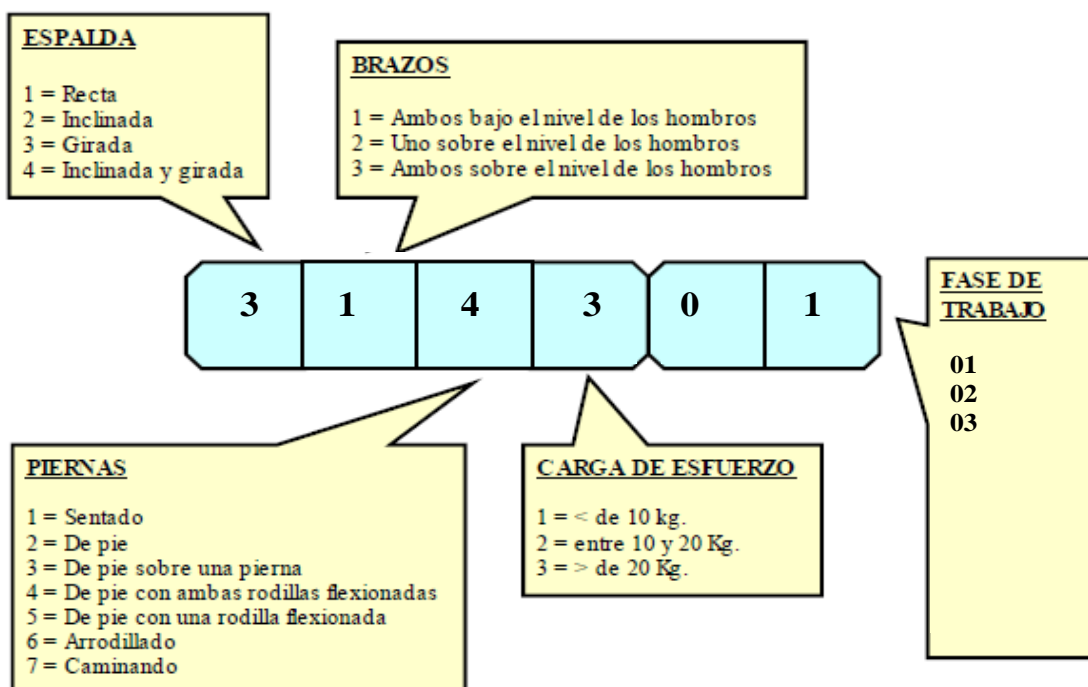 ESPALDA
1 = Recta
2 = Inclinada
3 = Girada
4 = Inclinada y girada
BRAZOS
1 = Ambos bajo el nivel de los hombros
2 = Uno sobre el nivel de los hombros
3 = Ambos sobre el nivel de los hombros
3 1 4 3 0 1
FASE DE
TRABAJO
01
02
03
PIERNAS
1 = Sentado
2 = De pie
3 = De pie sobre una pierna
4 = De pie con ambas rodillas flexionadas
5 = De pie con una rodilla flexionada
6 = Arrodillado
7 = Caminando
CARGA DE ESFUERZO
1 = < de 10 kg.
2 = entre 10 y 20 Kg.
3 = > de 20 Kg.